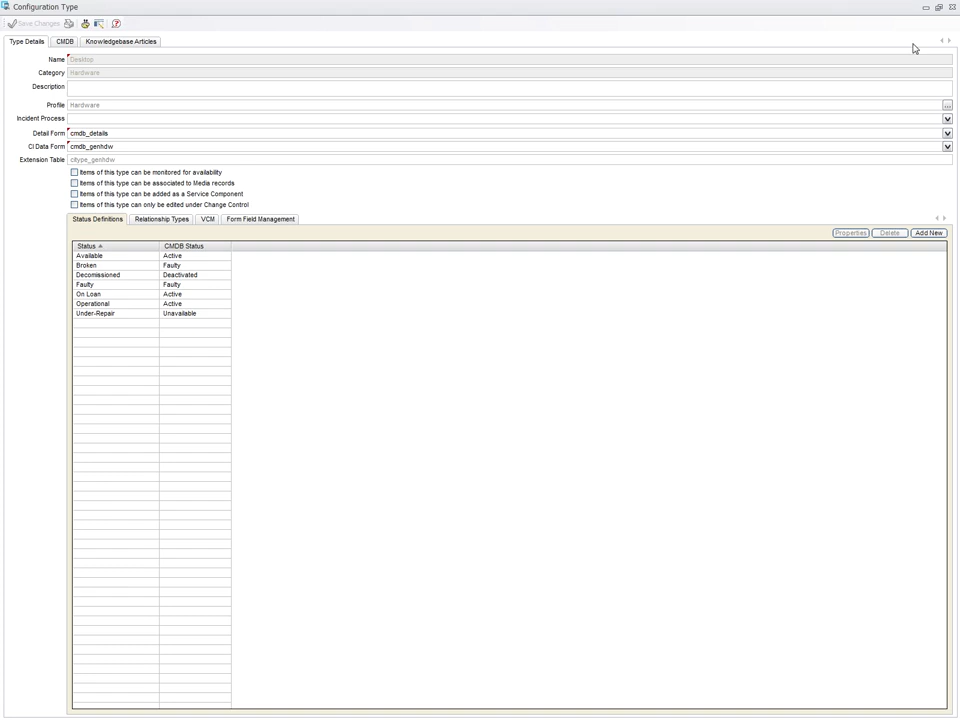 Configuration Type
Save Changes
Type Details CMDB Knowledgebase Articles
Name Desktop
Category Hardware
Description
Profile Hardware ...
Incident Process
Detail Form cmdb_details
CI Data Form cmdb_genhdw
Extension Table citype_genhdw
Items of this type can be monitored for availability
Items of this type can be associated to Media records
Items of this type can be added as a Service Component
Items of this type can only be edited under Change Control
Status Definitions Relationship Types VCM Form Field Management
Properties Delete Add New
Status CMDB Status
Available Active
Broken Faulty
Decomissioned Deactivated
Faulty Faulty
On Loan Active
Operational Active
Under-Repair Unavailable